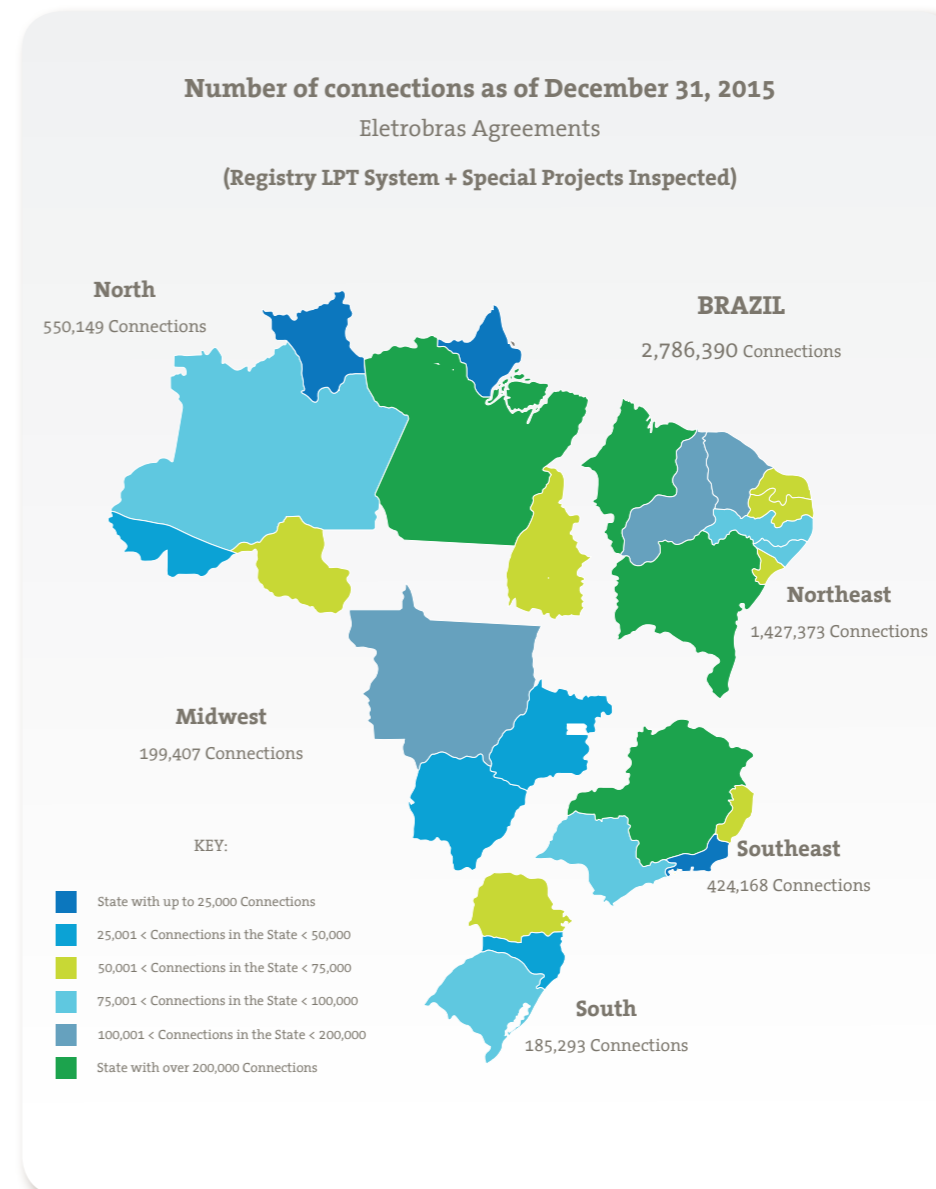 Number of connections as of December 31, 2015
Eletrobras Agreements
(Registry LPT System + Special Projects Inspected)
North
550,149 Connections
BRAZIL
2,786,390 Connections
Northeast
1,427,373 Connections
Midwest
199,407 Connections
Southeast
424,168 Connections
South
185,293 Connections
KEY:
State with up to 25,000 Connections
25,001 < Connections in the State < 50,000
50,001 < Connections in the State < 75,000
75,001 < Connections in the State < 100,000
100,001 < Connections in the State < 200,000
State with over 200,000 Connections